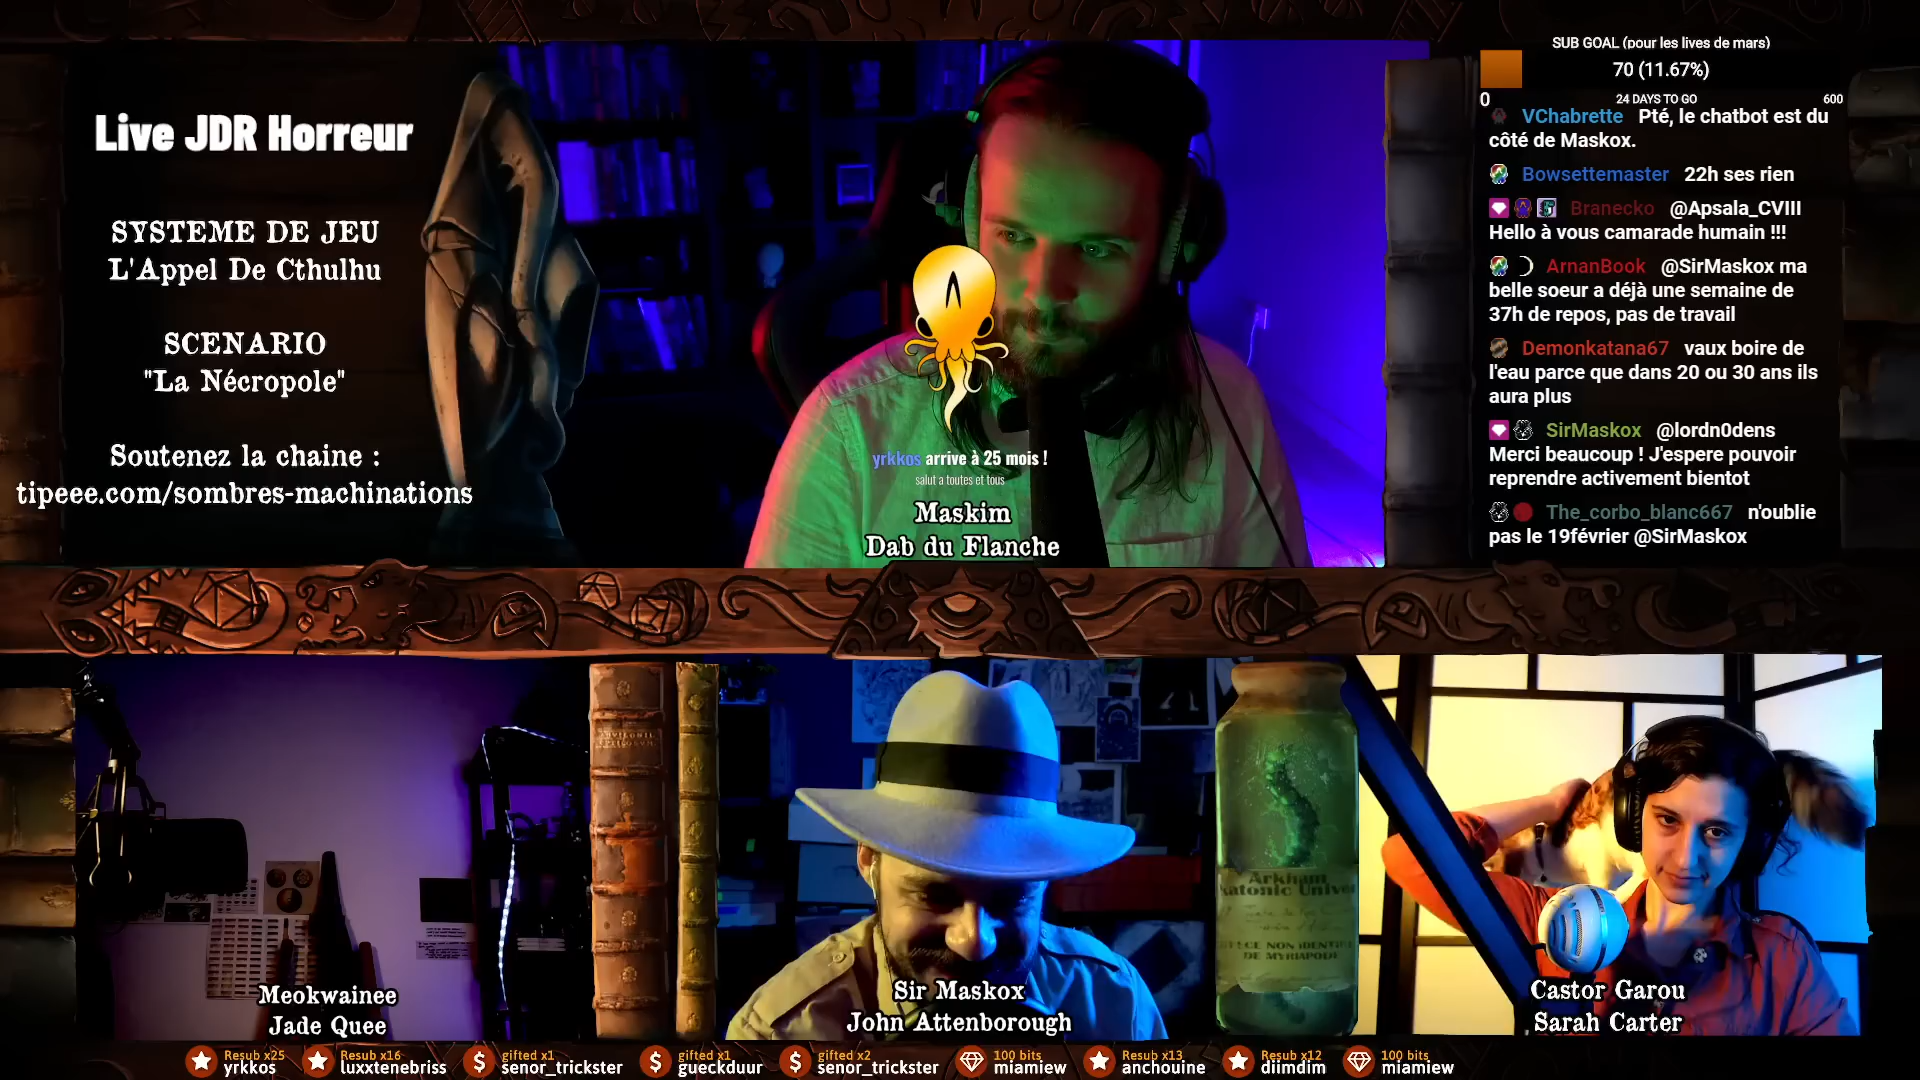 Live JDR Horreur
SYSTEME DE JEU
L'Appel De Cthulhu
SCENARIO
"La Nécropole"
Soutenez la chaine :
tipeee.com/sombres-machinations
yrkkos arrive à 25 mois !
salut a toutes et tous
Maskim
Dab du Flanche
SUB GOAL (pour les lives de mars)
70 (11.67%)
0
24 DAYS TO GO
600
VChabrette Pté, le chatbot est du
côté de Maskox.
Bowsettemaster 22h ses rien
Branecko @Apsala_CVIII
Hello à vous camarade humain !!!
ArnanBook @SirMaskox ma
belle soeur a déjà une semaine de
37h de repos, pas de travail
Demonkatana67 vaux boire de
l'eau parce que dans 20 ou 30 ans ils
aura plus
SirMaskox @lordn0dens
Merci beaucoup ! J'espere pouvoir
reprendre activement bientot
The_corbo_blanc667 n'oublie
pas le 19février @SirMaskox
Meokwainee
Jade Quee
Sir Maskox
John Attenborough
Arkham
katonic Univer
DE MYRIAPODE
Castor Garou
Sarah Carter
Resub x25
yrkkos
Resub x16
luxxtenebriss
gifted x1
senor_trickster
gifted x1
gueckduur
gifted x2
senor_trickster
100 bits
miamiew
Resub x13
anchouine
Resub x12
diimdim
100 bits
miamiew